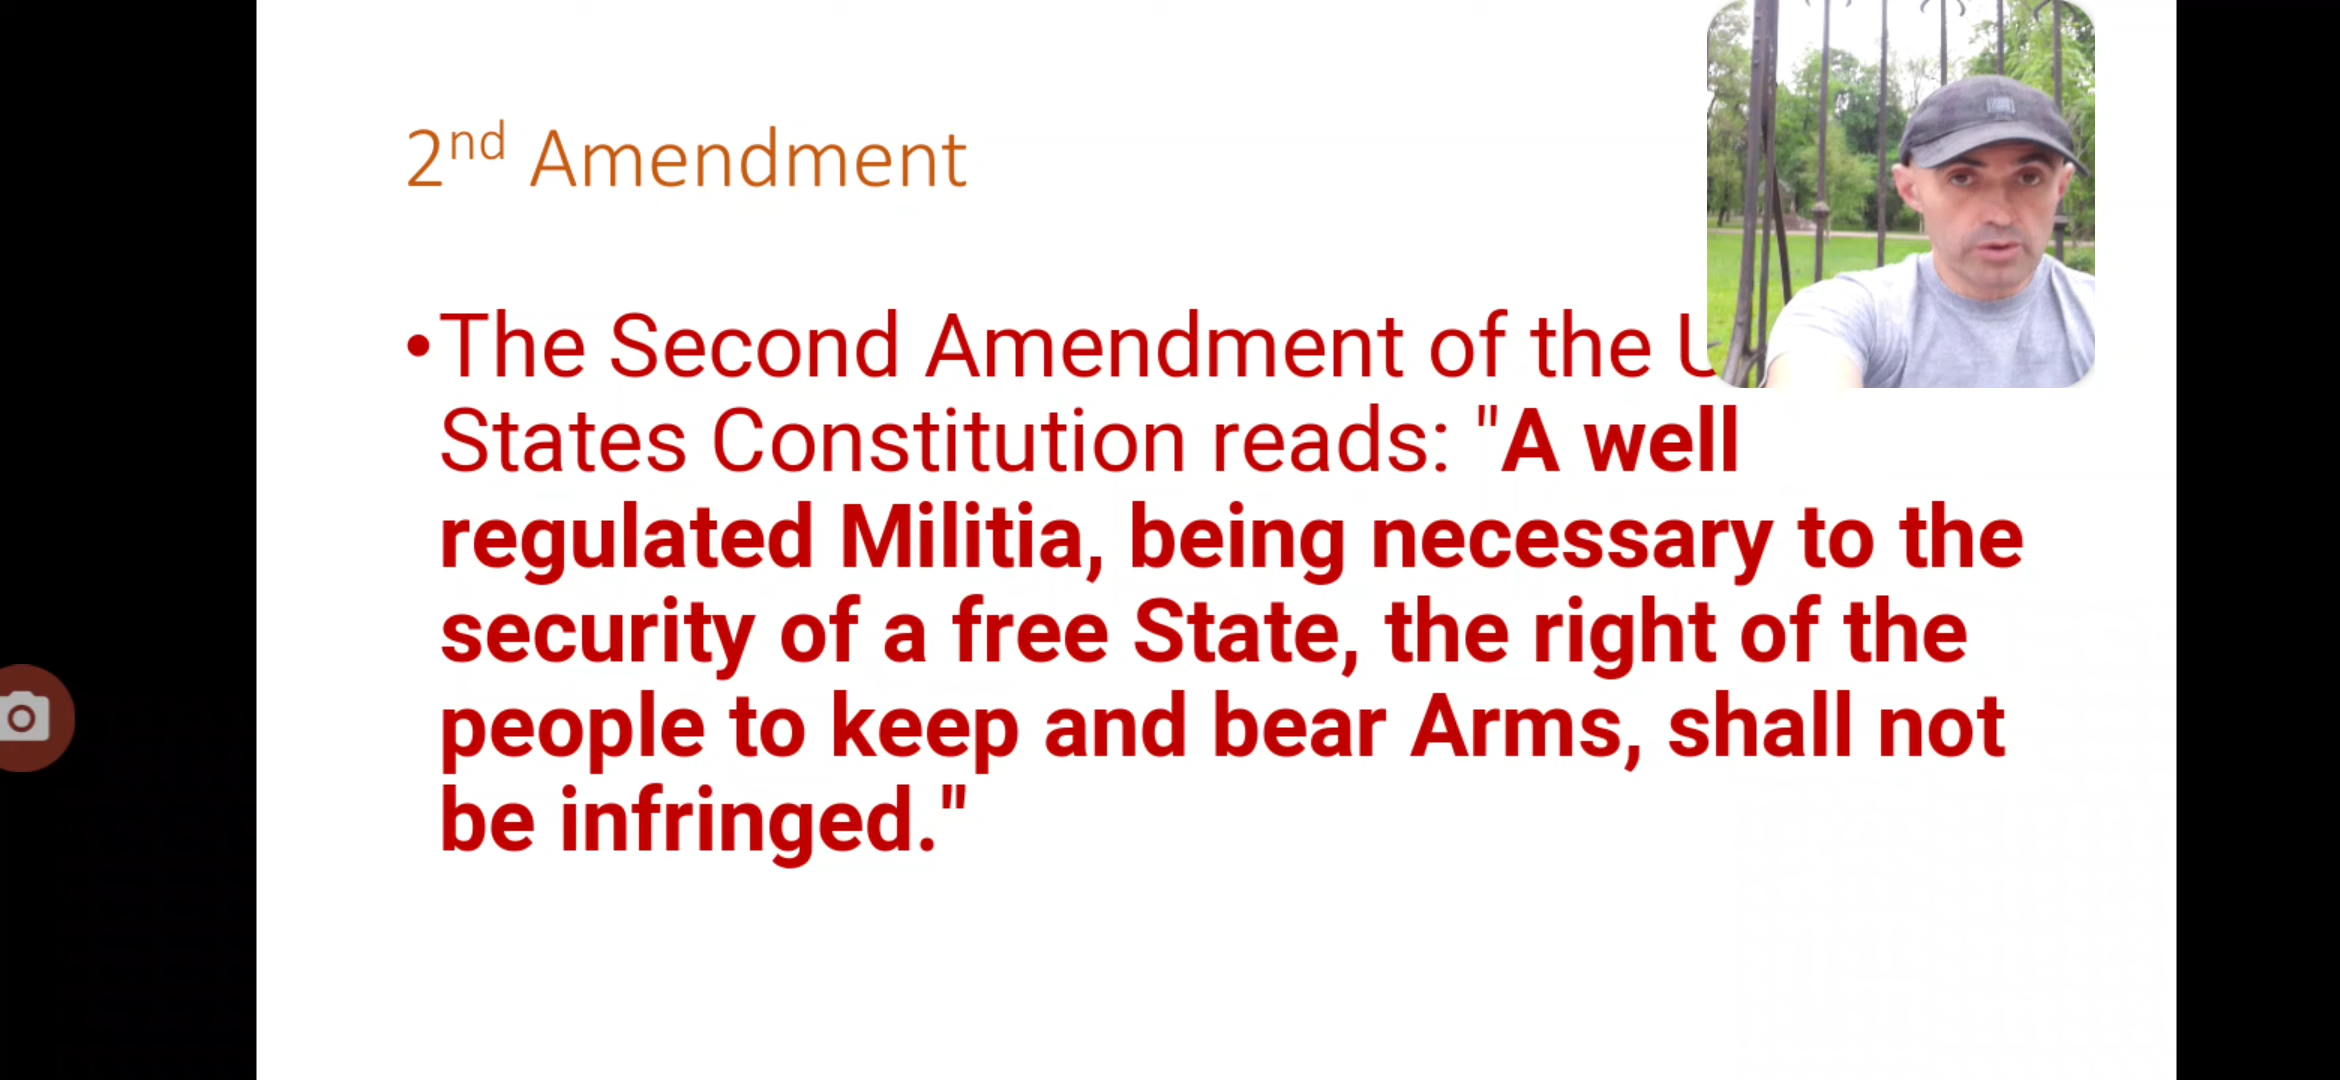 2nd Amendment
•The Second Amendment of the
States Constitution reads: "A well
regulated Militia, being necessary to the
security of a free State, the right of the
people to keep and bear Arms, shall not
be infringed."